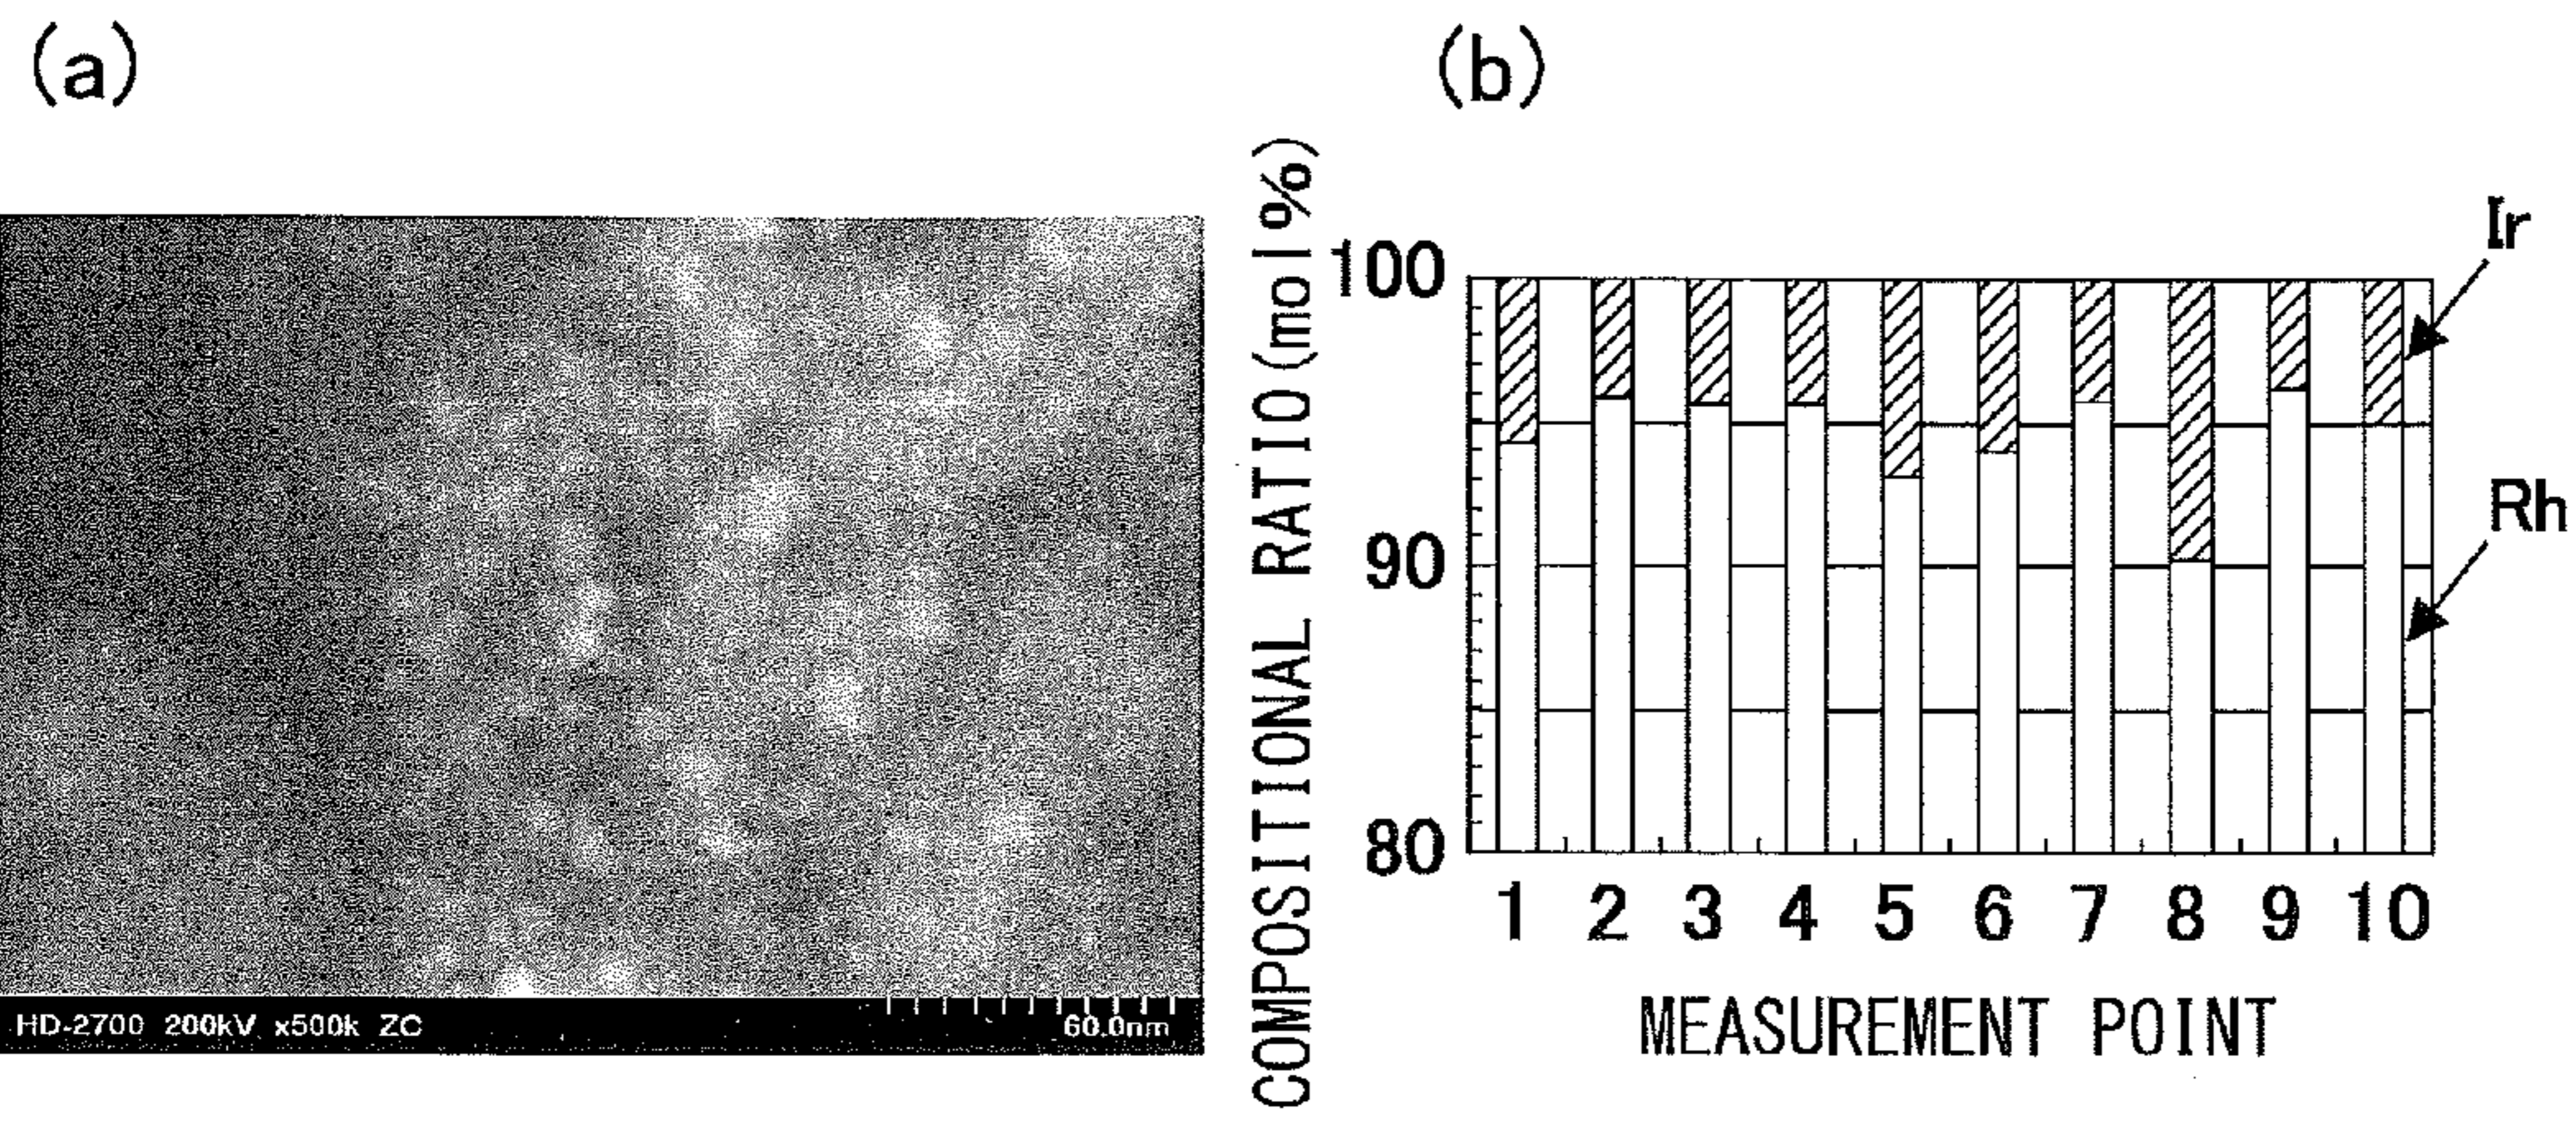 (a)
HD-2700 200kV x500k ZC
60.0nm
(b)
COMPOSITIONAL RATIO(mol%)
100
90
80
Ir
Rh
1 2 3 4 5 6 7 8 9 10
MEASUREMENT POINT